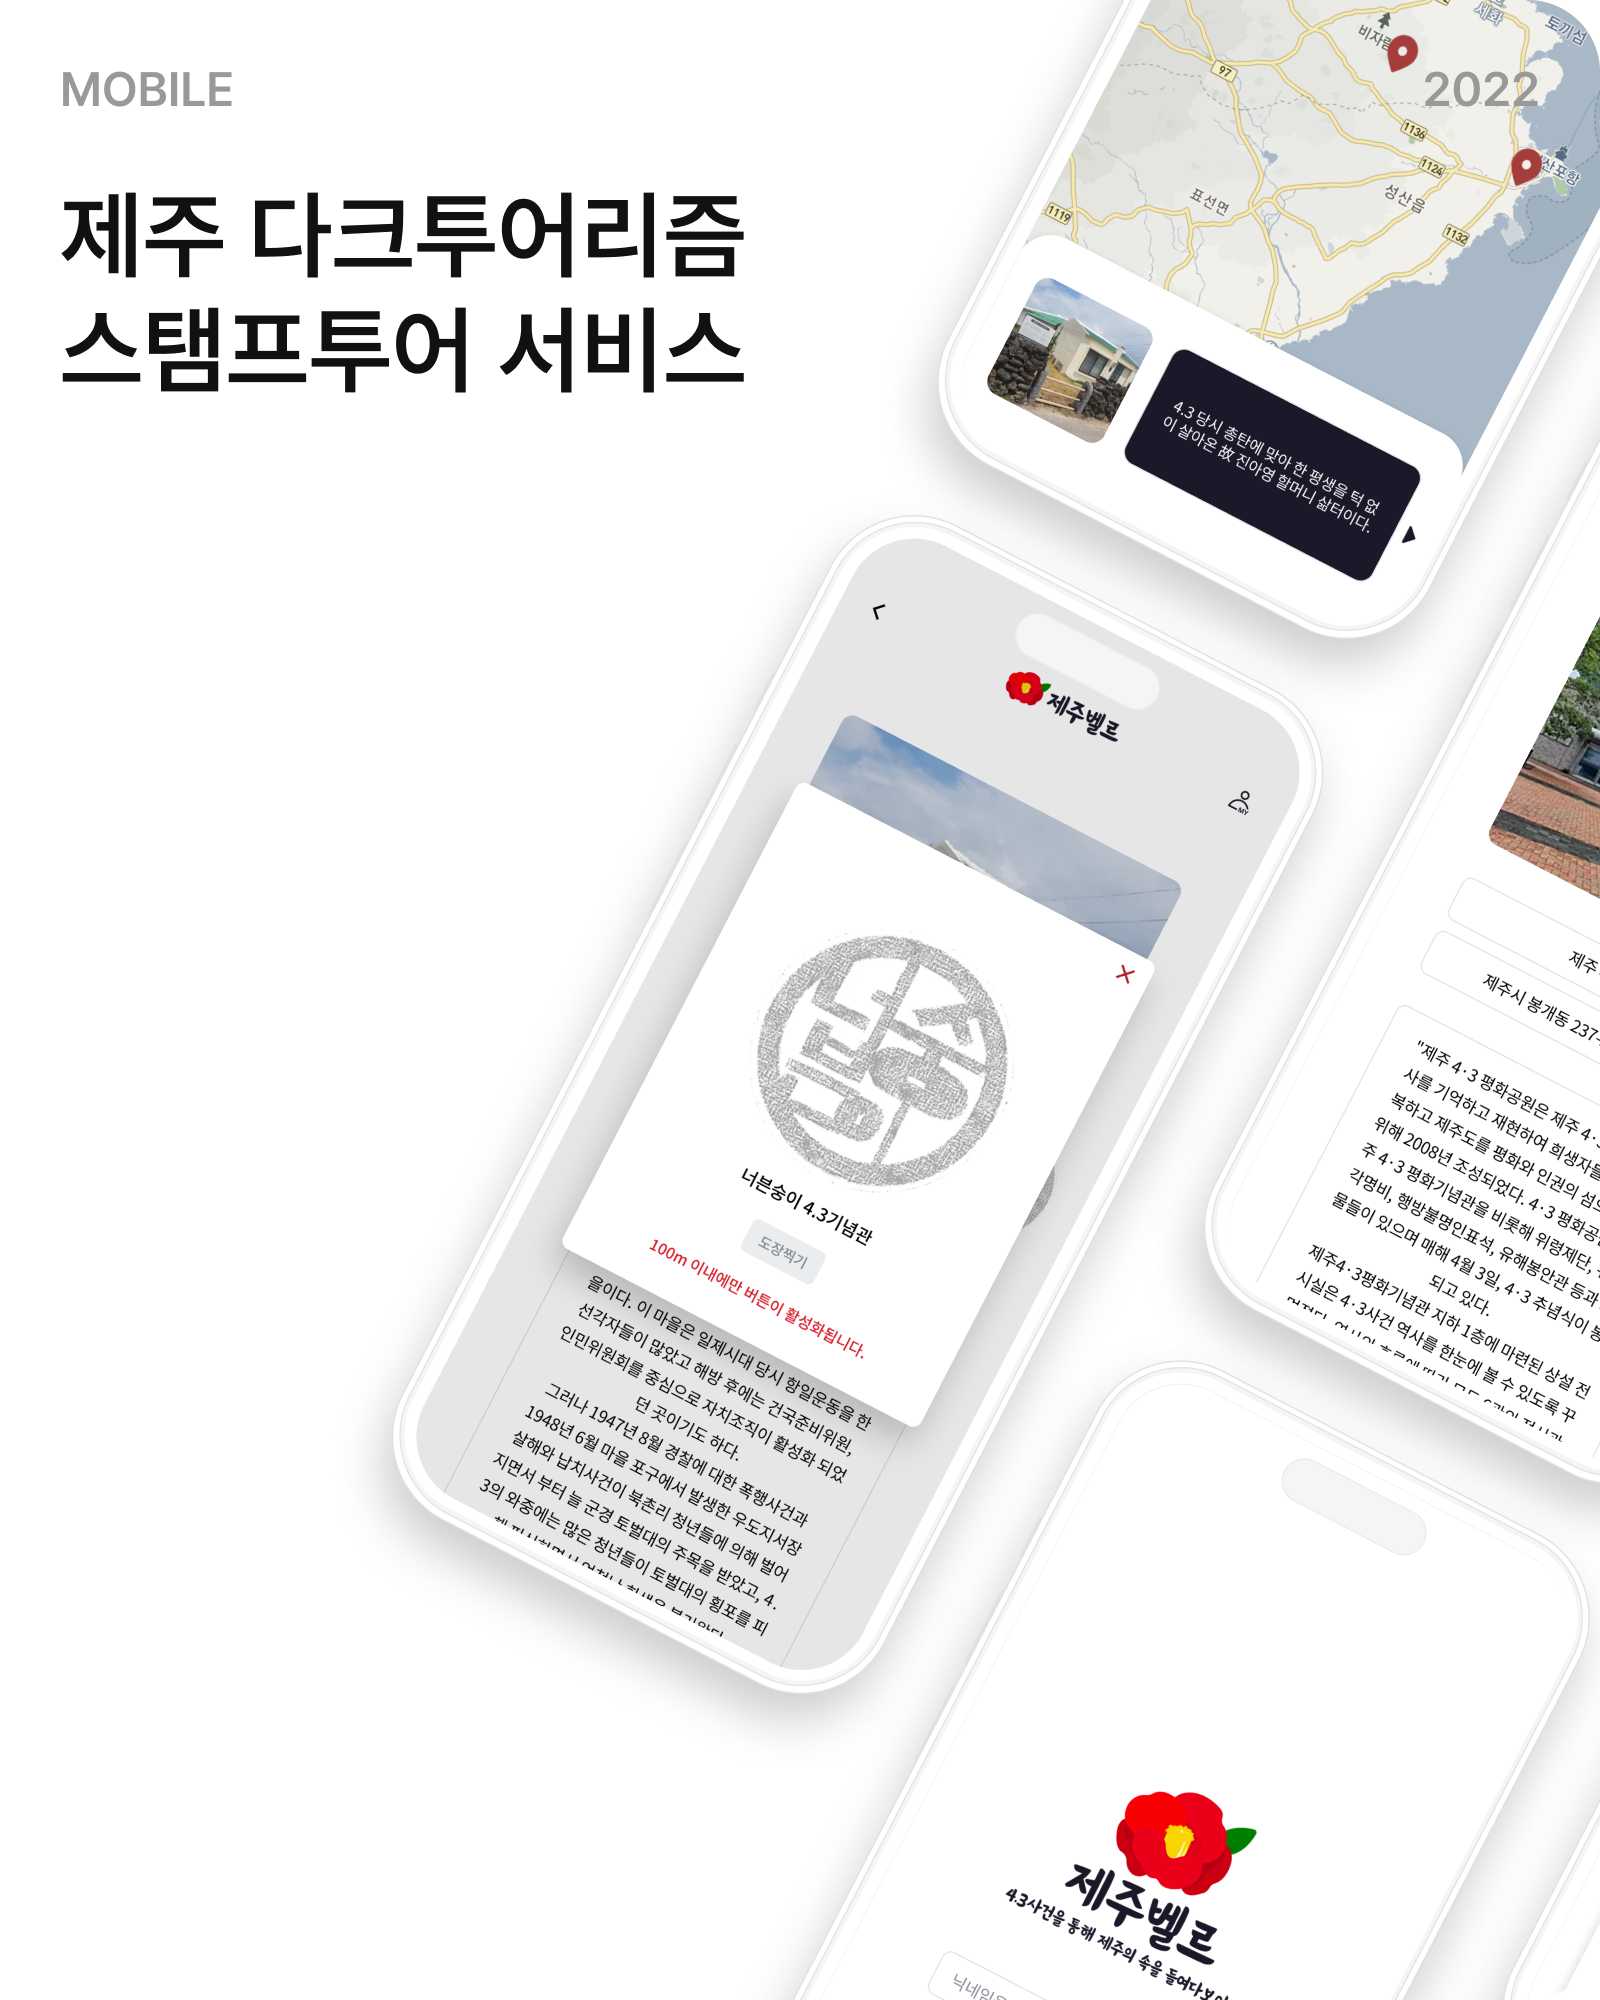 MOBILE
2022
제주 다크투어리즘
스탬프투어 서비스
세화
토끼섬
97
1136
1124
표선면
성산읍
1119
1132
4.3 당시 총탄에 맞아 한 평생을 턱 없
이 살아온 故 진아영 할머니 삶터이다.
제주벨르
MY
너븐숭이
너븐숭이 4.3기념관
도장찍기
100m 이내에만 버튼이 활성화됩니다.
을이다. 이 마을은 일제시대 당시 항일운동을 한
선각자들이 많았고 해방 후에는 건국준비위원,
인민위원회를 중심으로 자치조직이 활성화 되었
던 곳이기도 하다.
그러나 1947년 8월 경찰에 대한 폭행사건과
1948년 6월 마을 포구에서 발생한 우도지서장
살해와 납치사건이 북촌리 청년들에 의해 벌어
지면서 부터 늘 군경 토벌대의 주목을 받았고, 4.
3의 와중에는 많은 청년들이 토벌대의 횡포를 피
제주
제주시 봉개동 237-
"제주 4·3 평화공원은 제주 4·3
사를 기억하고 재현하여 희생자들
복하고 제주도를 평화와 인권의 섬으
위해 2008년 조성되었다. 4·3 평화공
주 4·3 평화기념관을 비롯해 위령제단,
각명비, 행방불명인표석, 유해봉안관 등과
물들이 있으며 매해 4월 3일, 4·3 추념식이 봉
되고 있다.
제주4·3평화기념관 지하 1층에 마련된 상설 전
시실은 4·3사건 역사를 한눈에 볼 수 있도록 꾸
제주벨르
4.3사건을 통해 제주의 속을 들여다보아
닉네임을